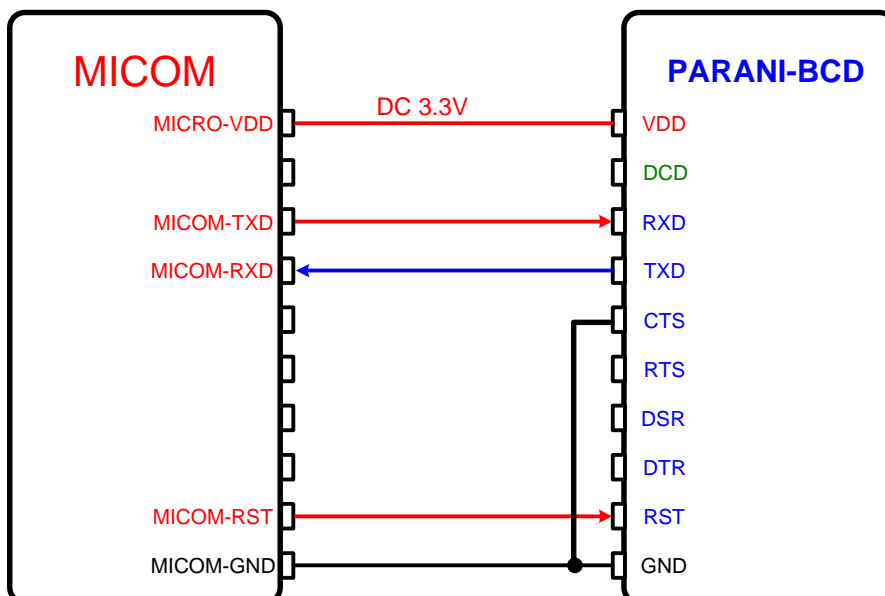 MICOM
PARANI-BCD
DC 3.3V
MICRO-VDD
VDD
DCD
MICOM-TXD
RXD
MICOM-RXD
TXD
CTS
RTS
DSR
DTR
MICOM-RST
RST
MICOM-GND
GND